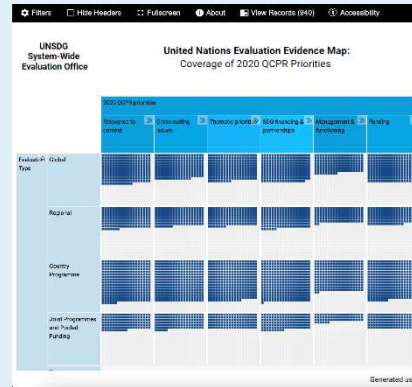 Filters Hide Headers Fullscreen About View Records (940) Accessibility
UNSDG
System-Wide
Evaluation Office
United Nations Evaluation Evidence Map:
Coverage of 2020 QCPR Priorities
2020 QCPR priorities
Relevance to context
Cross-cutting issues
Thematic prioriti
SDG financing & partnerships
Management & functioning
Funding
Evaluation Type
Global
Regional
Country
Programme
Joint Programmes
and Pooled
Funding
Generated us